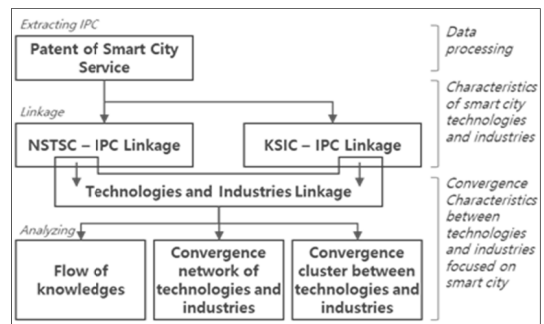 Extracting IPC
Patent of Smart City
Service
Data
processing
Linkage
NSTSC – IPC Linkage
KSIC – IPC Linkage
Characteristics
of smart city
technologies
and industries
Technologies and Industries Linkage
Analyzing
Flow of
knowledges
Convergence
network of
technologies and
industries
Convergence
cluster between
technologies and
industries
Convergence
Characteristics
between
technologies
and industries
focused on
smart city